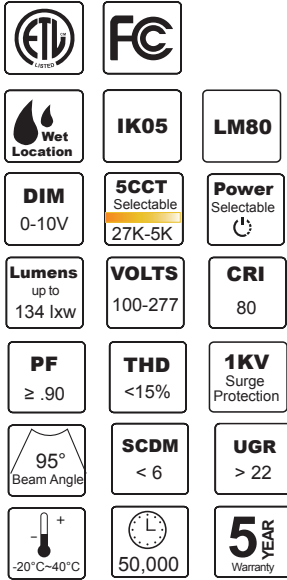 ETL
CM
LISTED
FC
Wet
Location
IK05
LM80
DIM
0-10V
5CCT
Selectable
27K-5K
Power
Selectable
Lumens
up to
134 lxw
VOLTS
100-277
CRI
80
PF
≥ .90
THD
<15%
1KV
Surge
Protection
95°
Beam Angle
SCDM
< 6
UGR
> 22
+
-
-20°C~40°C
50,000
5 YEAR
Warranty